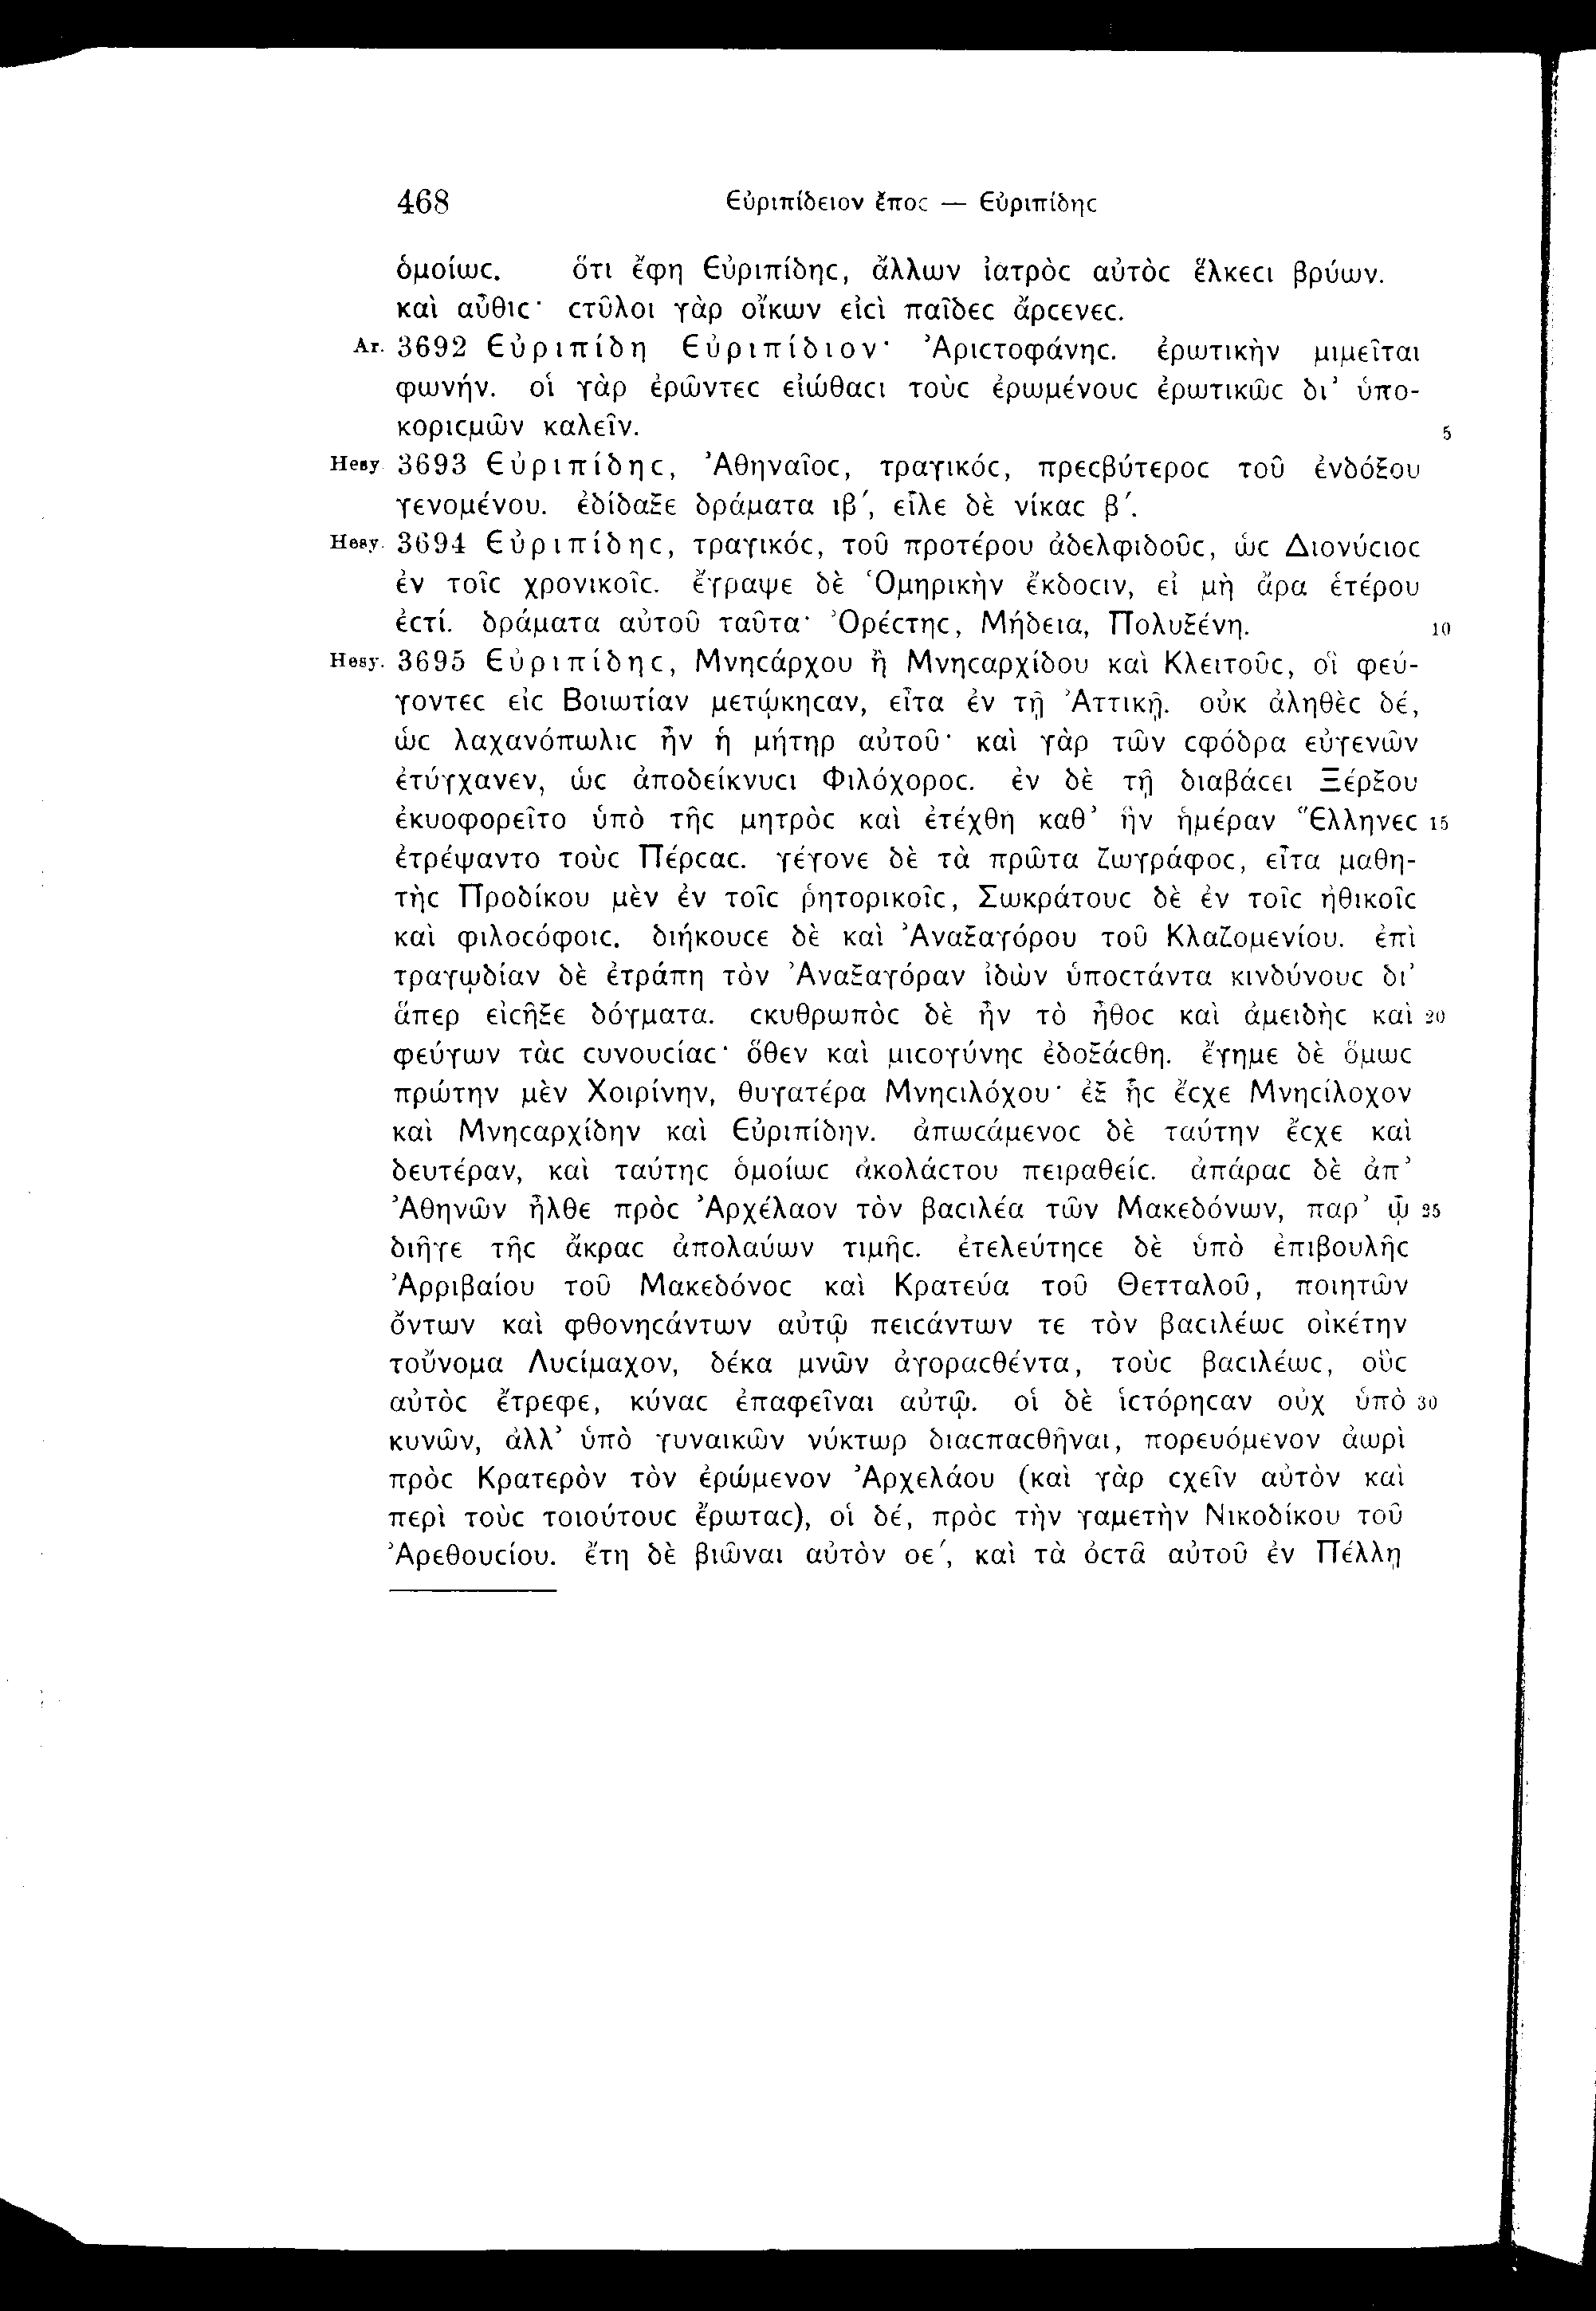 468 Εὐριπίδειον ἔπος — Εὐριπίδης
ὁμοίωϲ. ὅτι ἔφη Εὐριπίδηϲ, ἄλλων ἰατρὸϲ αὐτὸϲ ἕλκεϲι βρύων.
καὶ αὖθιϲ· ϲτῦλοι γὰρ οἴκων εἰϲὶ παῖδεϲ ἄρϲενεϲ.
Ar. 3692 Εὐριπίδη Εὐριπίδιον· Ἀριϲτοφάνηϲ. ἐρωτικὴν μιμεῖται
φωνήν. οἱ γὰρ ἐρῶντεϲ εἰώθαϲι τοὺϲ ἐρωμένουϲ ἐρωτικῶϲ δι’ ὑπο-
κοριϲμῶν καλεῖν. 5
Hesy. 3693 Εὐριπίδηϲ, Ἀθηναῖοϲ, τραγικόϲ, πρεϲβύτεροϲ τοῦ ἐνδόξου
γενομένου. ἐδίδαξε δράματα ιβʹ, εἷλε δὲ νίκαϲ βʹ.
Hesy. 3694 Εὐριπίδηϲ, τραγικόϲ, τοῦ προτέρου ἀδελφιδοῦϲ, ὡϲ Διονύϲιοϲ
ἐν τοῖϲ χρονικοῖϲ. ἔγραψε δὲ Ὁμηρικὴν ἔκδοϲιν, εἰ μὴ ἄρα ἑτέρου
ἐϲτί. δράματα αὐτοῦ ταῦτα· Ὀρέϲτηϲ, Μήδεια, Πολυξένη. 10
Hesy. 3695 Εὐριπίδηϲ, Μνηϲάρχου ἢ Μνηϲαρχίδου καὶ Κλειτοῦϲ, οἳ φεύ-
γοντεϲ εἰϲ Βοιωτίαν μετῴκηϲαν, εἶτα ἐν τῇ Ἀττικῇ. οὐκ ἀληθὲϲ δέ,
ὡϲ λαχανόπωλιϲ ἦν ἡ μήτηρ αὐτοῦ· καὶ γὰρ τῶν ϲφόδρα εὐγενῶν
ἐτύγχανεν, ὡϲ ἀποδείκνυϲι Φιλόχοροϲ. ἐν δὲ τῇ διαβάϲει Ξέρξου
ἐκυοφορεῖτο ὑπὸ τῆϲ μητρὸϲ καὶ ἐτέχθη καθ’ ἣν ἡμέραν Ἕλληνεϲ 15
ἐτρέψαντο τοὺϲ Πέρϲαϲ. γέγονε δὲ τὰ πρῶτα ζωγράφοϲ, εἶτα μαθη-
τὴϲ Προδίκου μὲν ἐν τοῖϲ ῥητορικοῖϲ, Σωκράτουϲ δὲ ἐν τοῖϲ ἠθικοῖϲ
καὶ φιλοϲόφοιϲ. διήκουϲε δὲ καὶ Ἀναξαγόρου τοῦ Κλαζομενίου. ἐπὶ
τραγῳδίαν δὲ ἐτράπη τὸν Ἀναξαγόραν ἰδὼν ὑποϲτάντα κινδύνουϲ δι’
ἅπερ εἰϲῆξε δόγματα. ϲκυθρωπὸϲ δὲ ἦν τὸ ἦθοϲ καὶ ἀμειδὴϲ καὶ 20
φεύγων τὰϲ ϲυνουϲίαϲ· ὅθεν καὶ μιϲογύνηϲ ἐδοξάϲθη. ἔγημε δὲ ὅμωϲ
πρώτην μὲν Χοιρίνην, θυγατέρα Μνηϲιλόχου· ἐξ ἧϲ ἔϲχε Μνηϲίλοχον
καὶ Μνηϲαρχίδην καὶ Εὐριπίδην. ἀπωϲάμενοϲ δὲ ταύτην ἔϲχε καὶ
δευτέραν, καὶ ταύτηϲ ὁμοίωϲ ἀκολάϲτου πειραθείϲ. ἀπάραϲ δὲ ἀπ’
Ἀθηνῶν ἦλθε πρὸϲ Ἀρχέλαον τὸν βαϲιλέα τῶν Μακεδόνων, παρ’ ᾧ 25
διῆγε τῆϲ ἄκραϲ ἀπολαύων τιμῆϲ. ἐτελεύτηϲε δὲ ὑπὸ ἐπιβουλῆϲ
Ἀρριβαίου τοῦ Μακεδόνοϲ καὶ Κρατεύα τοῦ Θετταλοῦ, ποιητῶν
ὄντων καὶ φθονηϲάντων αὐτῷ πειϲάντων τε τὸν βαϲιλέωϲ οἰκέτην
τοὔνομα Λυϲίμαχον, δέκα μνῶν ἀγοραϲθέντα, τοὺϲ βαϲιλέωϲ, οὓϲ
αὐτὸϲ ἔτρεφε, κύναϲ ἐπαφεῖναι αὐτῷ. οἱ δὲ ἱϲτόρηϲαν οὐχ ὑπὸ 30
κυνῶν, ἀλλ’ ὑπὸ γυναικῶν νύκτωρ διαϲπαϲθῆναι, πορευόμενον ἀωρὶ
πρὸϲ Κρατερὸν τὸν ἐρώμενον Ἀρχελάου (καὶ γὰρ ϲχεῖν αὐτὸν καὶ
περὶ τοὺϲ τοιούτουϲ ἔρωταϲ), οἱ δέ, πρὸϲ τὴν γαμετὴν Νικοδίκου τοῦ
Ἀρεθουϲίου. ἔτη δὲ βιῶναι αὐτὸν οεʹ, καὶ τὰ ὀϲτᾶ αὐτοῦ ἐν Πέλλῃ